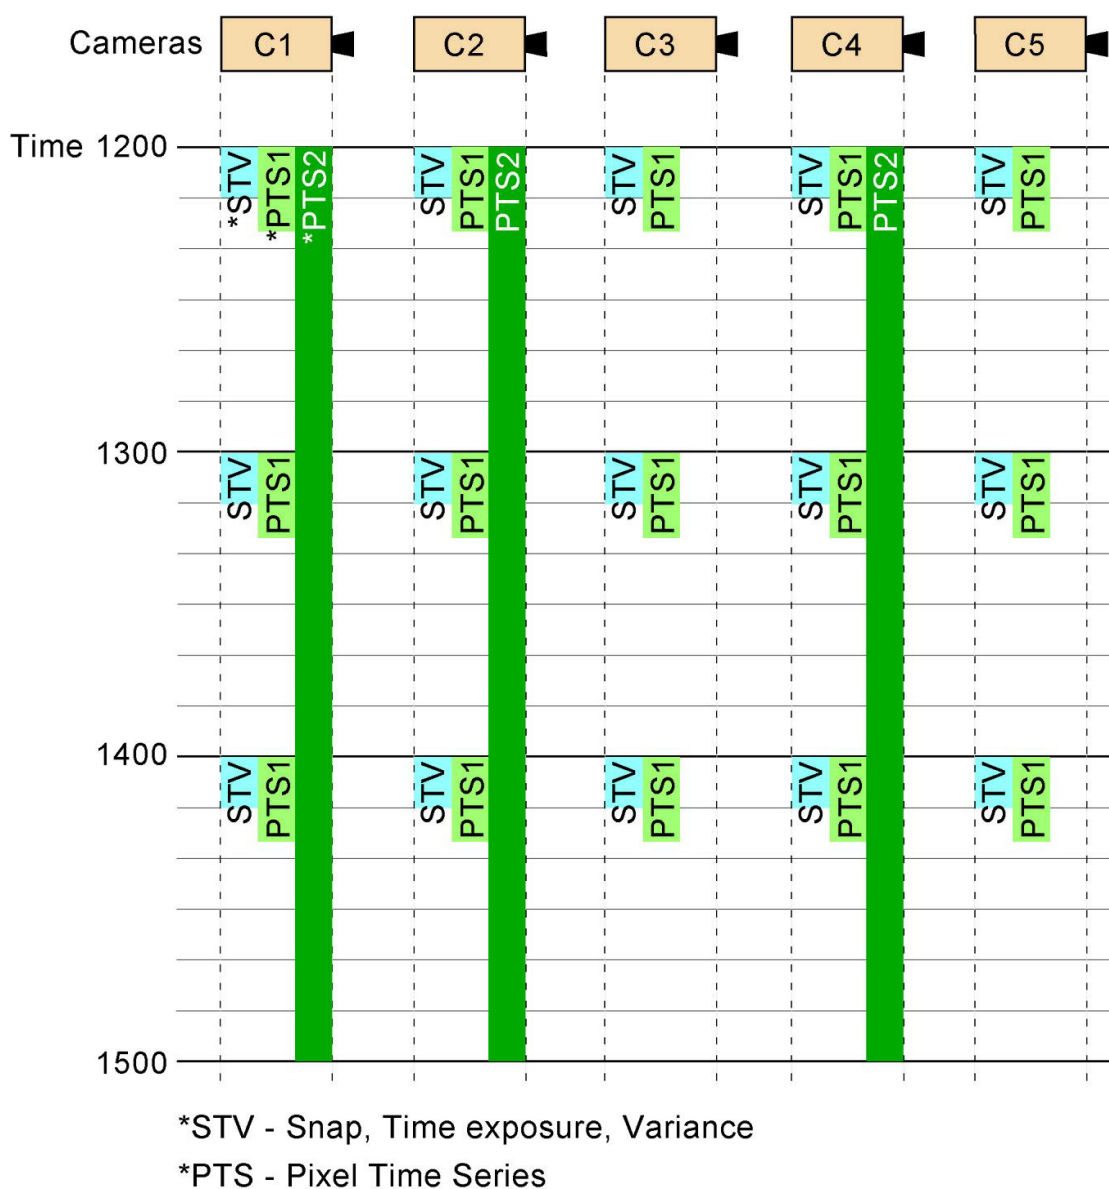 Cameras C1 C2 C3 C4 C5
Time 1200
*STV *PTS1 *PTS2 STV PTS1 PTS2 STV PTS1 STV PTS1 PTS2 STV PTS1
1300
STV PTS1 STV PTS1 STV PTS1 STV PTS1 STV PTS1
1400
STV PTS1 STV PTS1 STV PTS1 STV PTS1 STV PTS1
1500
*STV - Snap, Time exposure, Variance
*PTS - Pixel Time Series